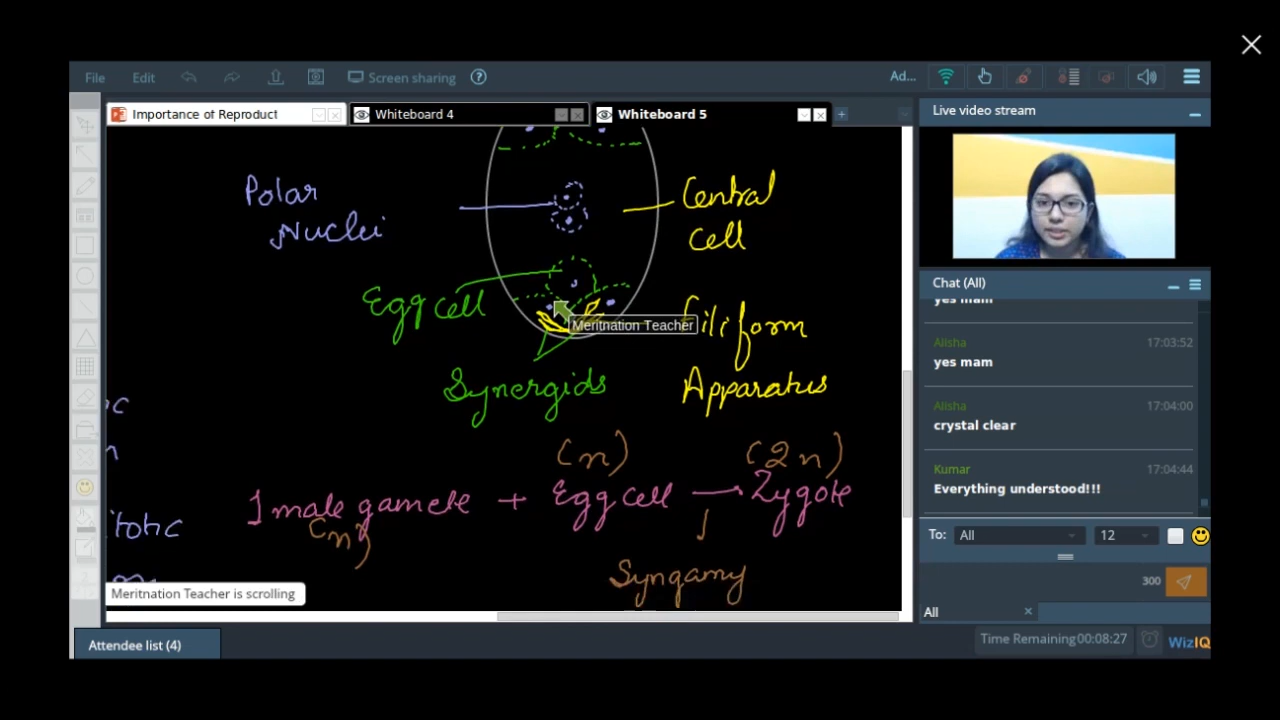 File Edit Screen sharing Ad...
Importance of Reproduct Whiteboard 4 Whiteboard 5
Polar
Nuclei
Central
Cell
Egg cell
Meritnation Teacher
Filiform
Apparatus
Synergids
(n) (2n)
1 male gamete + Egg cell → Zygote
(n)
Syngamy
Meritnation Teacher is scrolling
Attendee list (4)
Live video stream
Chat (All)
yes mam
Alisha 17:03:52
yes mam
Alisha 17:04:00
crystal clear
Kumar 17:04:44
Everything understood!!!
To: All 12
300
All
Time Remaining 00:08:27 WizIQ